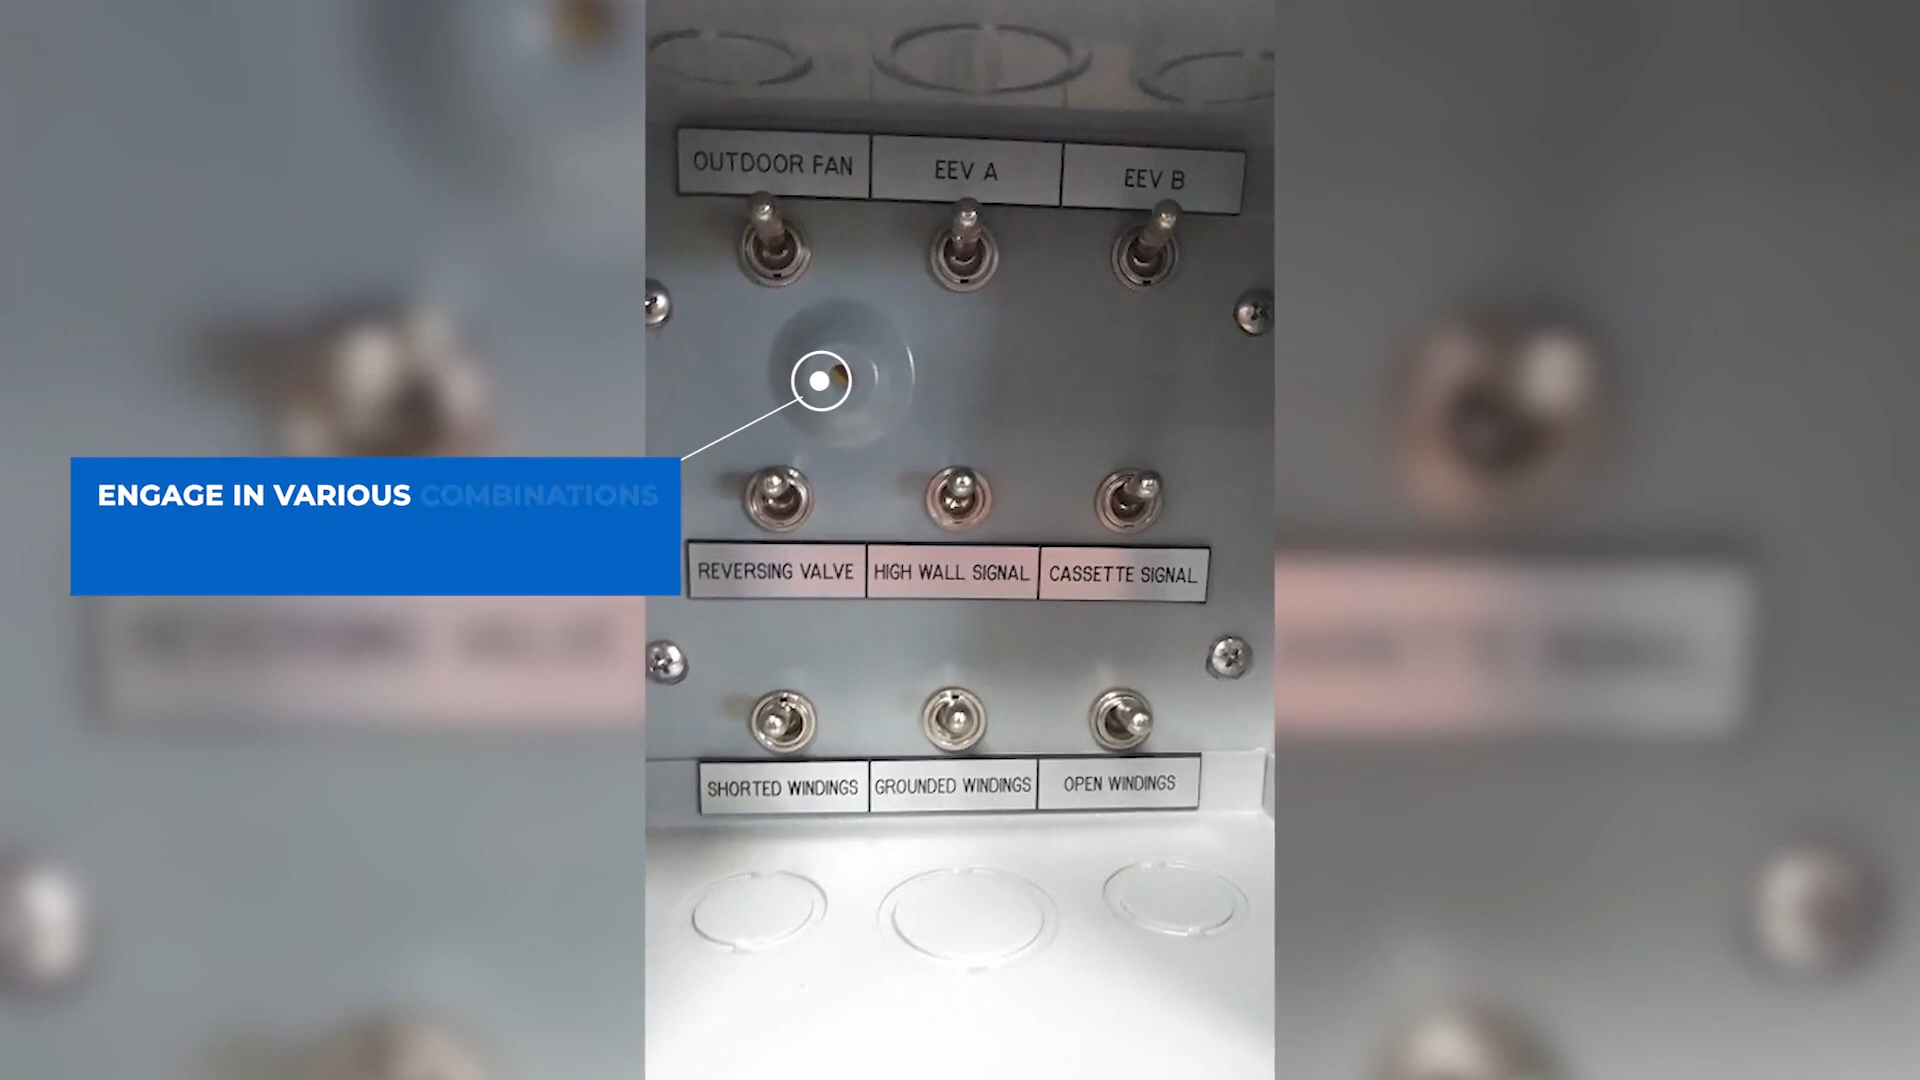 OUTDOOR FAN
EEV A
EEV B
ENGAGE IN VARIOUS COMBINATIONS
REVERSING VALVE
HIGH WALL SIGNAL
CASSETTE SIGNAL
SHORTED WINDINGS
GROUNDED WINDINGS
OPEN WINDINGS